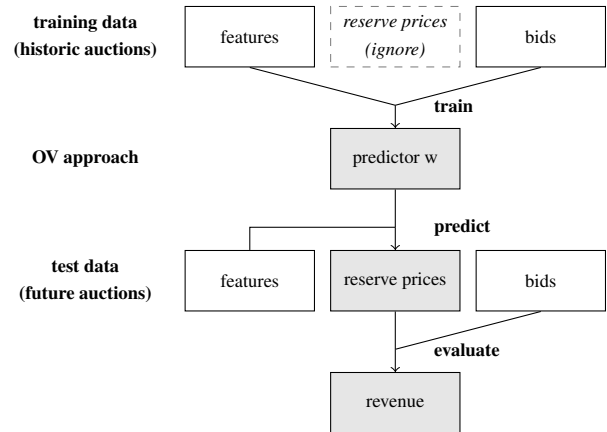 training data
(historic auctions)
features
reserve prices
(ignore)
bids
train
OV approach
predictor w
predict
test data
(future auctions)
features
reserve prices
bids
evaluate
revenue